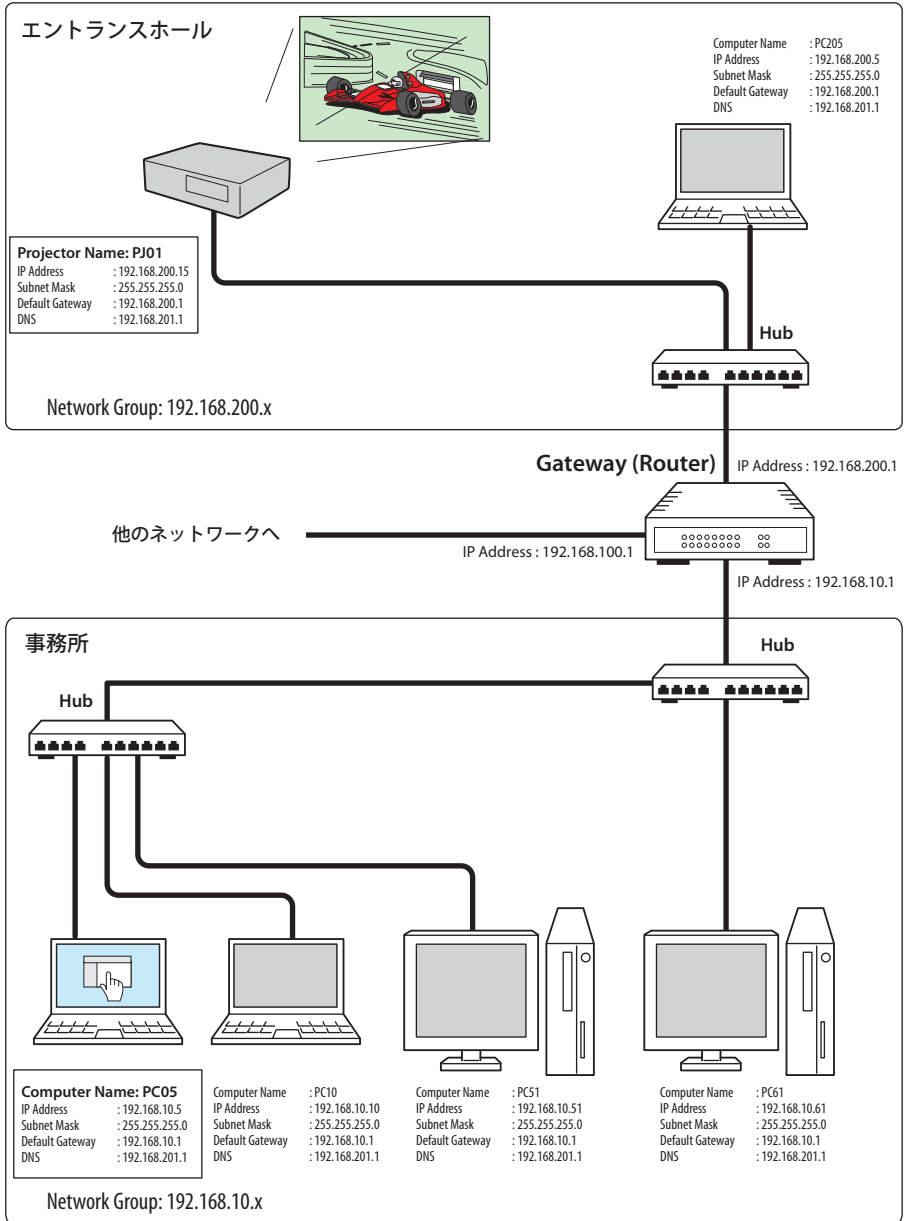 エントランスホール
Computer Name : PC205
IP Address : 192.168.200.5
Subnet Mask : 255.255.255.0
Default Gateway : 192.168.200.1
DNS : 192.168.201.1
Projector Name: PJ01
IP Address : 192.168.200.15
Subnet Mask : 255.255.255.0
Default Gateway : 192.168.200.1
DNS : 192.168.201.1
Hub
Network Group: 192.168.200.x
Gateway (Router)
IP Address : 192.168.200.1
他のネットワークへ
IP Address : 192.168.100.1
IP Address : 192.168.10.1
事務所
Hub
Hub
Computer Name: PC05
IP Address : 192.168.10.5
Subnet Mask : 255.255.255.0
Default Gateway : 192.168.10.1
DNS : 192.168.201.1
Computer Name : PC10
IP Address : 192.168.10.10
Subnet Mask : 255.255.255.0
Default Gateway : 192.168.10.1
DNS : 192.168.201.1
Computer Name : PC51
IP Address : 192.168.10.51
Subnet Mask : 255.255.255.0
Default Gateway : 192.168.10.1
DNS : 192.168.201.1
Computer Name : PC61
IP Address : 192.168.10.61
Subnet Mask : 255.255.255.0
Default Gateway : 192.168.10.1
DNS : 192.168.201.1
Network Group: 192.168.10.x